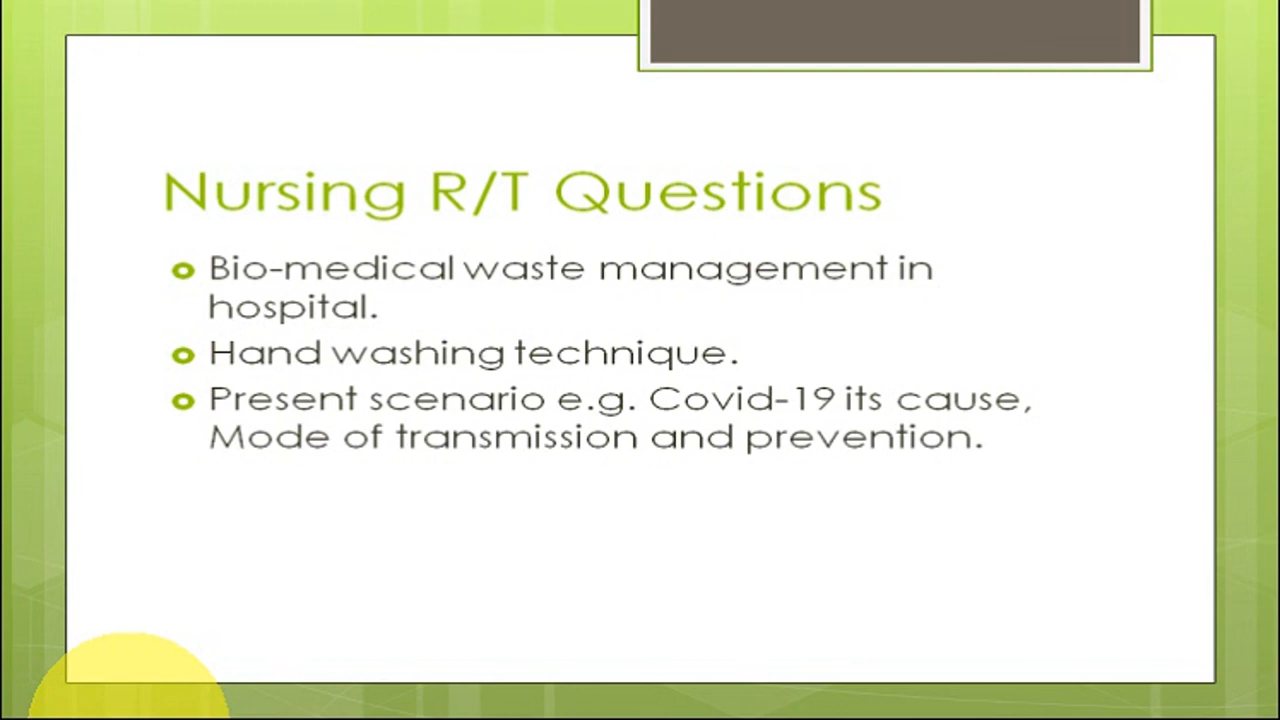 Nursing R/T Questions
Bio-medical waste management in
hospital.
Hand washing technique.
Present scenario e.g. Covid-19 its cause,
Mode of transmission and prevention.